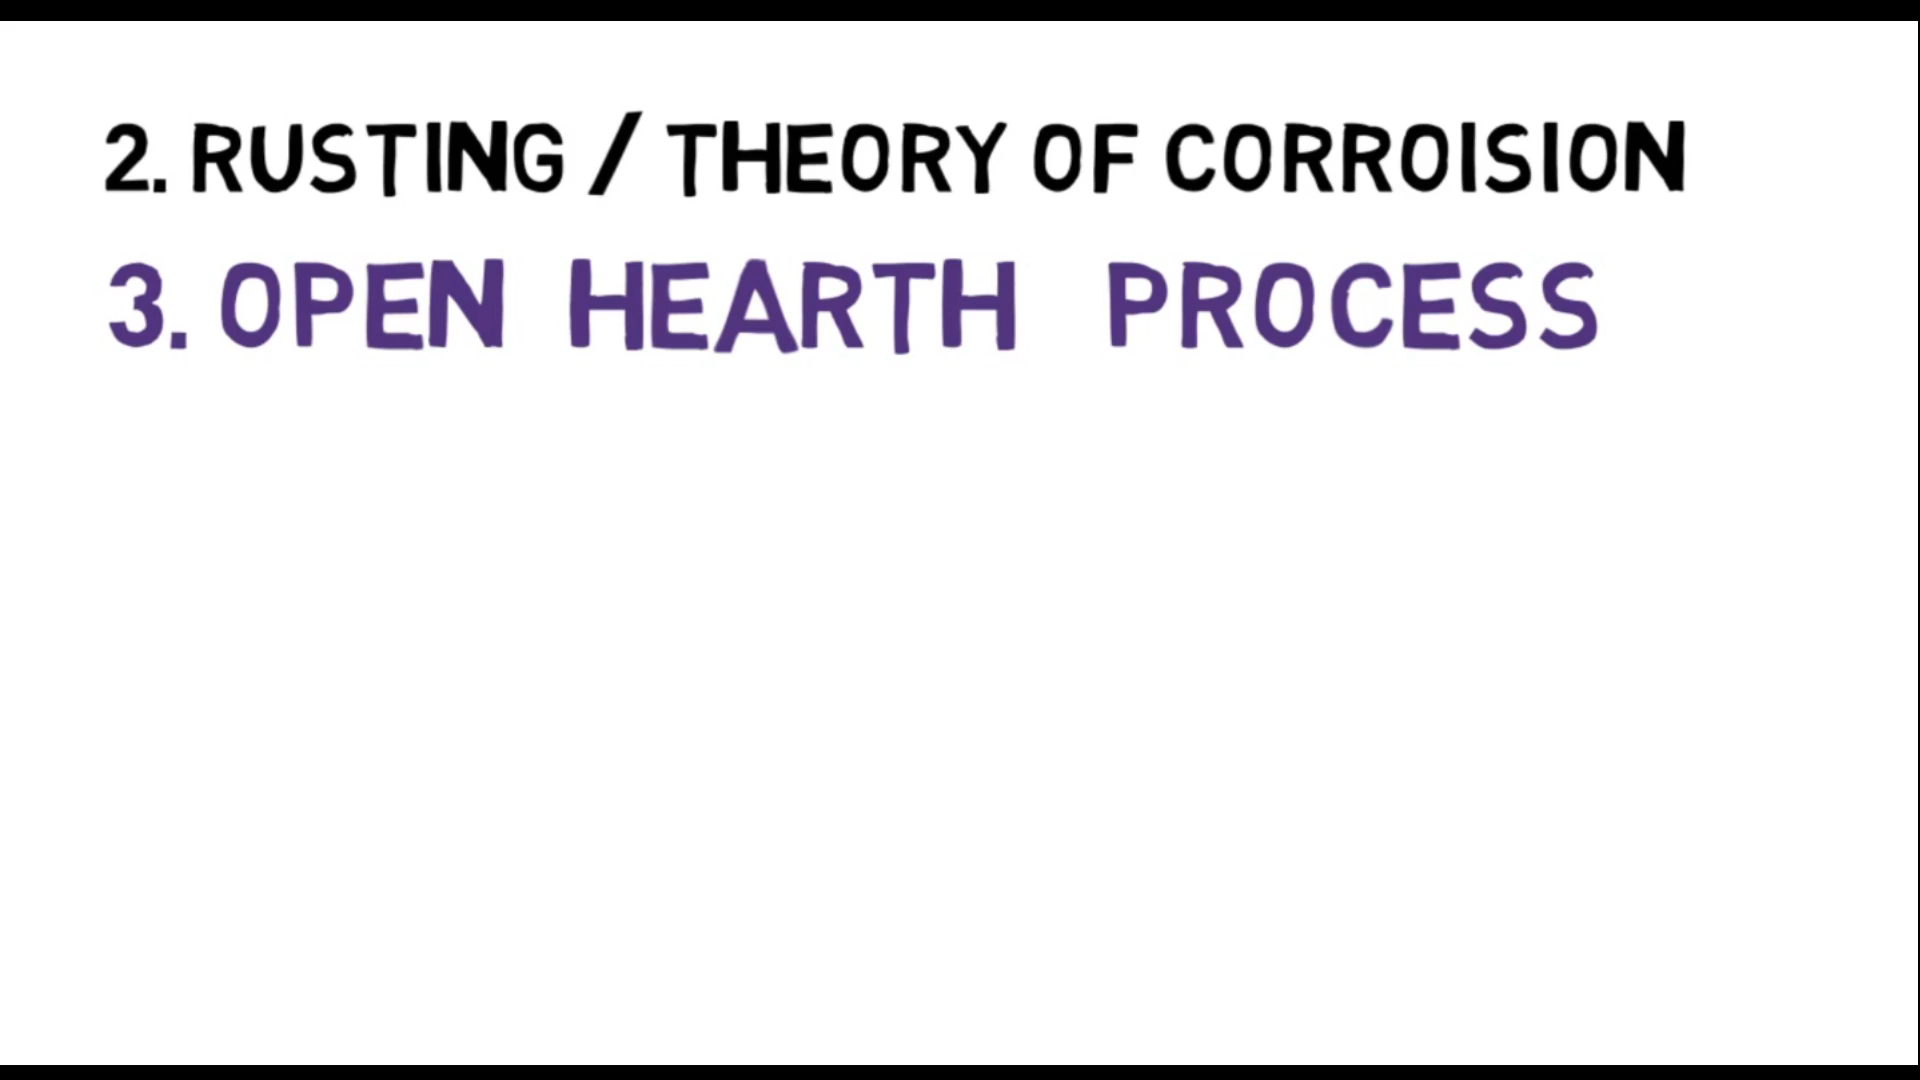 2. RUSTING / THEORY OF CORROISION
3. OPEN HEARTH PROCESS